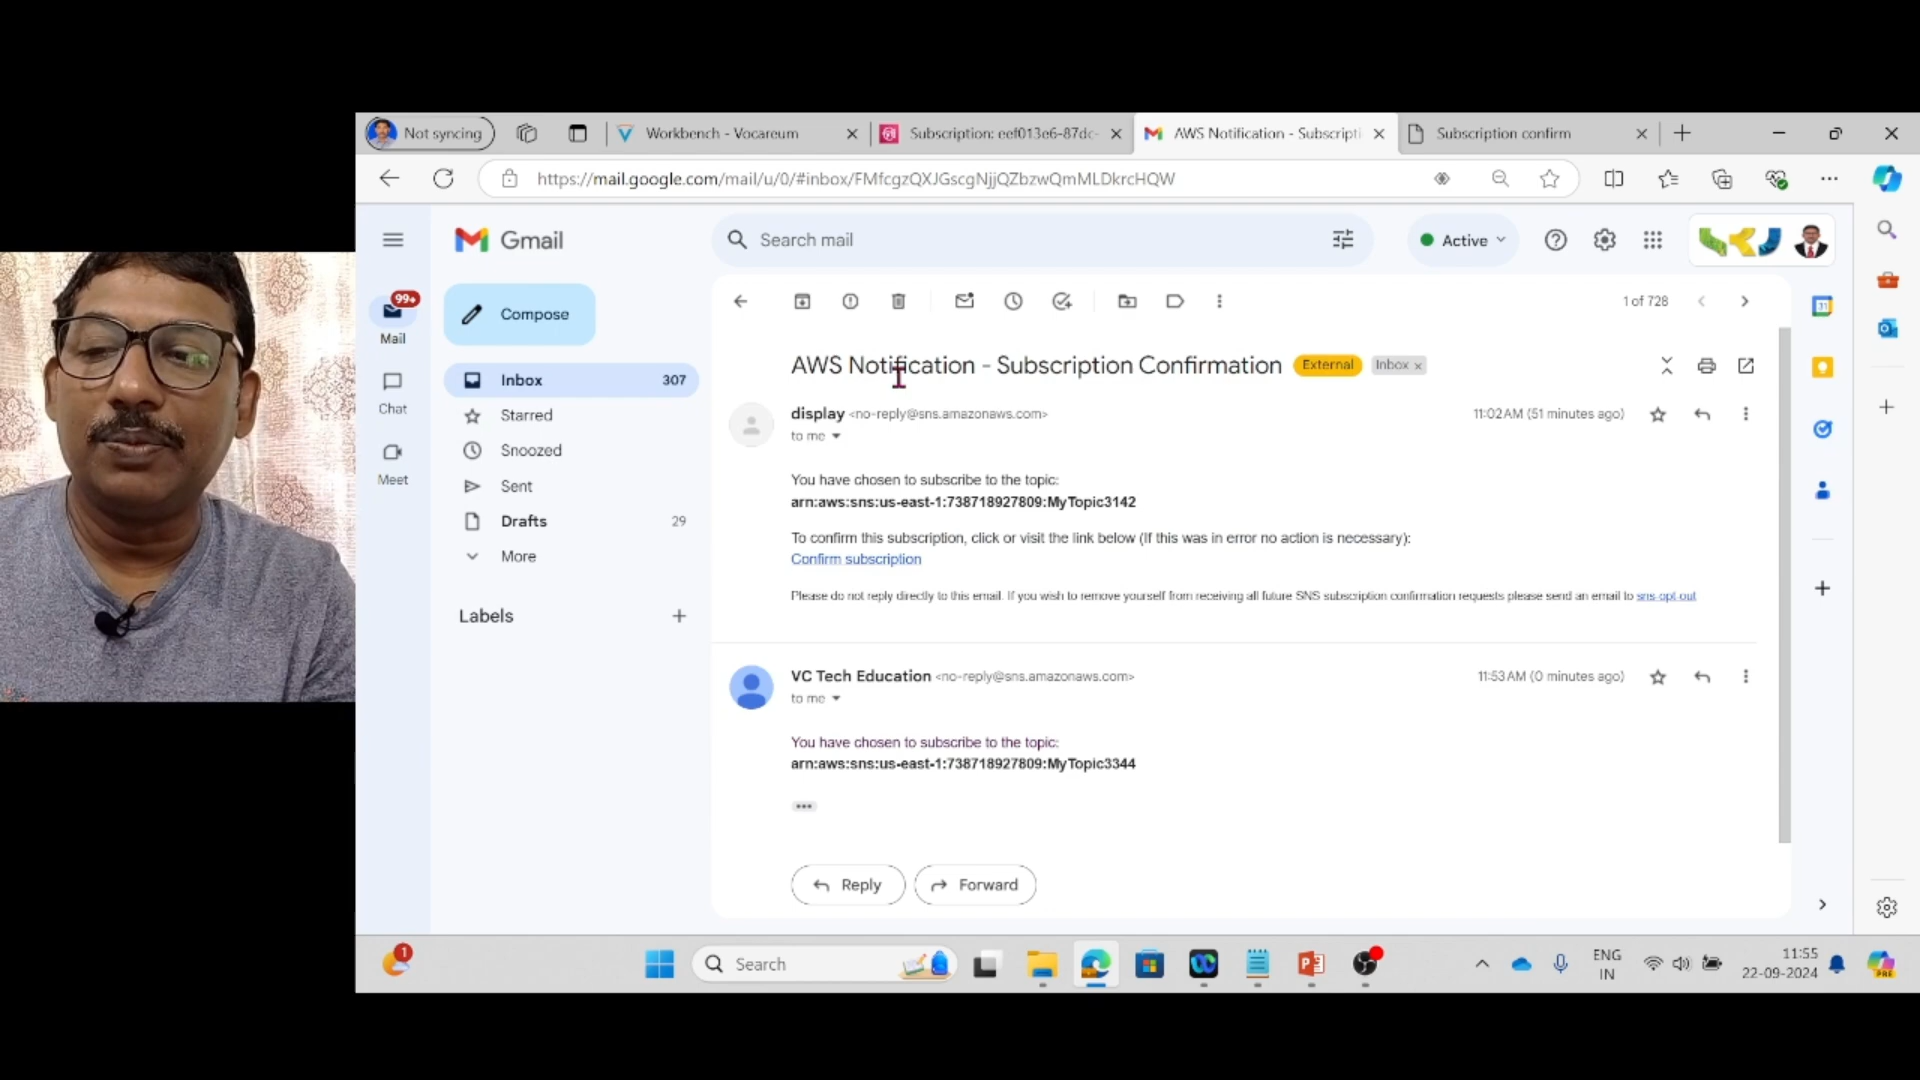 Not syncing
Workbench - Vocareum
Subscription: eef013e6-87dc-
AWS Notification - Subscripti
Subscription confirm
https://mail.google.com/mail/u/0/#inbox/FMfcgzQXJGscgNjjQZbzwQmMLDkrcHQW
Gmail
Search mail
Active
99+
Mail
Chat
Meet
Compose
Inbox 307
Starred
Snoozed
Sent
Drafts 29
More
Labels
1 of 728
AWS Notification - Subscription Confirmation External Inbox x
display <no-reply@sns.amazonaws.com> 11:02 AM (51 minutes ago)
to me
You have chosen to subscribe to the topic:
arn:aws:sns:us-east-1:738718927809:MyTopic3142
To confirm this subscription, click or visit the link below (If this was in error no action is necessary):
Confirm subscription
Please do not reply directly to this email. If you wish to remove yourself from receiving all future SNS subscription confirmation requests please send an email to sns-opt-out
VC Tech Education <no-reply@sns.amazonaws.com> 11:53 AM (0 minutes ago)
to me
You have chosen to subscribe to the topic:
arn:aws:sns:us-east-1:738718927809:MyTopic3344
Reply
Forward
31
1
Search
ENG
IN
11:55
22-09-2024
PRE